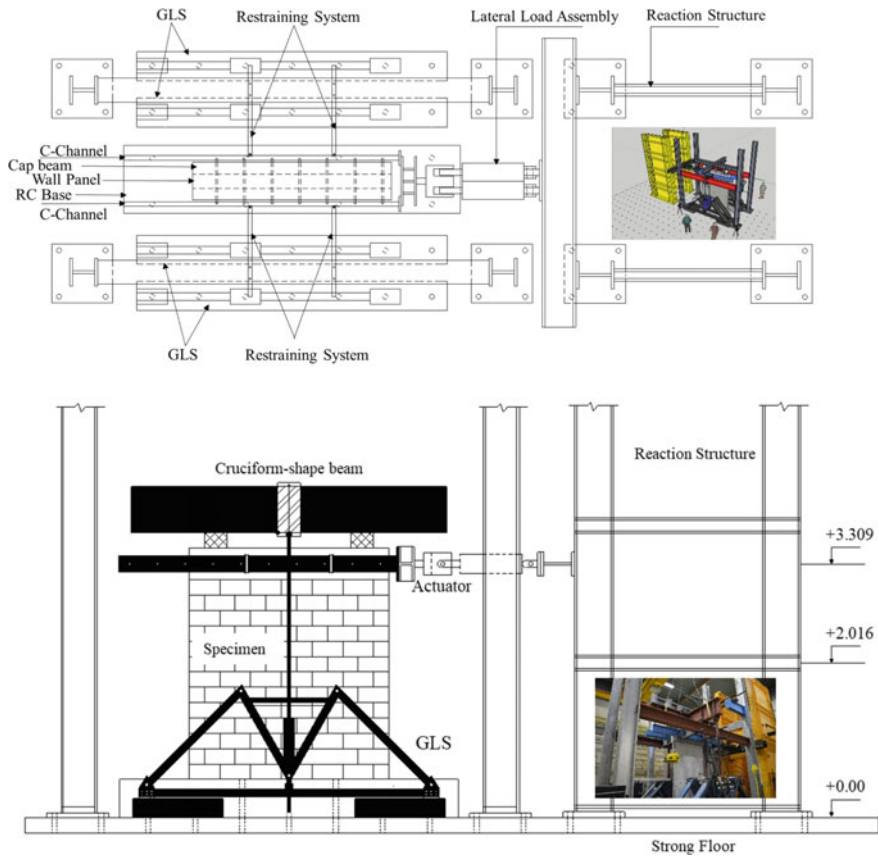 GLS
Restraining System
Lateral Load Assembly
Reaction Structure
C-Channel
Cap beam
Wall Panel
RC Base
C-Channel
GLS
Restraining System
Cruciform-shape beam
Reaction Structure
+3.309
Actuator
+2.016
Specimen
GLS
+0.00
Strong Floor